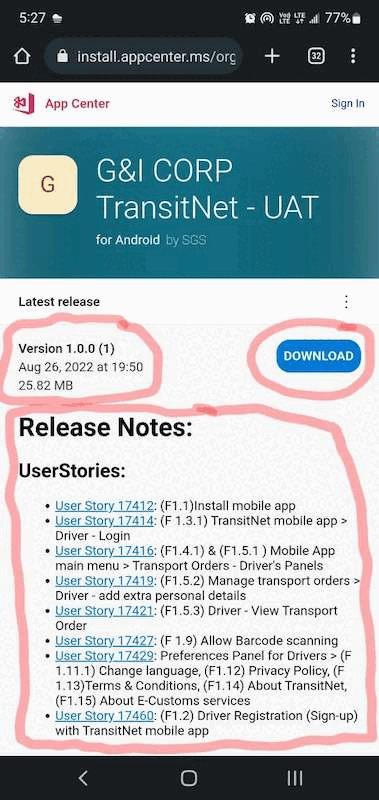 5:27
Vo) LTE
LTE
77%
install.appcenter.ms/org
32
App Center
Sign In
G
G&I CORP
TransitNet - UAT
for Android by SGS
Latest release
Version 1.0.0 (1)
Aug 26, 2022 at 19:50
25.82 MB
DOWNLOAD
Release Notes:
UserStories:
User Story 17412: (F1.1)Install mobile app
User Story 17414: (F 1.3.1) TransitNet mobile app >
Driver - Login
User Story 17416: (F1.4.1) & (F1.5.1 ) Mobile App
main menu > Transport Orders - Driver's Panels
User Story 17419: (F1.5.2) Manage transport orders >
Driver - add extra personal details
User Story 17421: (F1.5.3) Driver - View Transport
Order
User Story 17427: (F 1.9) Allow Barcode scanning
User Story 17429: Preferences Panel for Drivers > (F
1.11.1) Change language, (F1.12) Privacy Policy, (F
1.13)Terms & Conditions, (F1.14) About TransitNet,
(F1.15) About E-Customs services
User Story 17460: (F1.2) Driver Registration (Sign-up)
with TransitNet mobile app